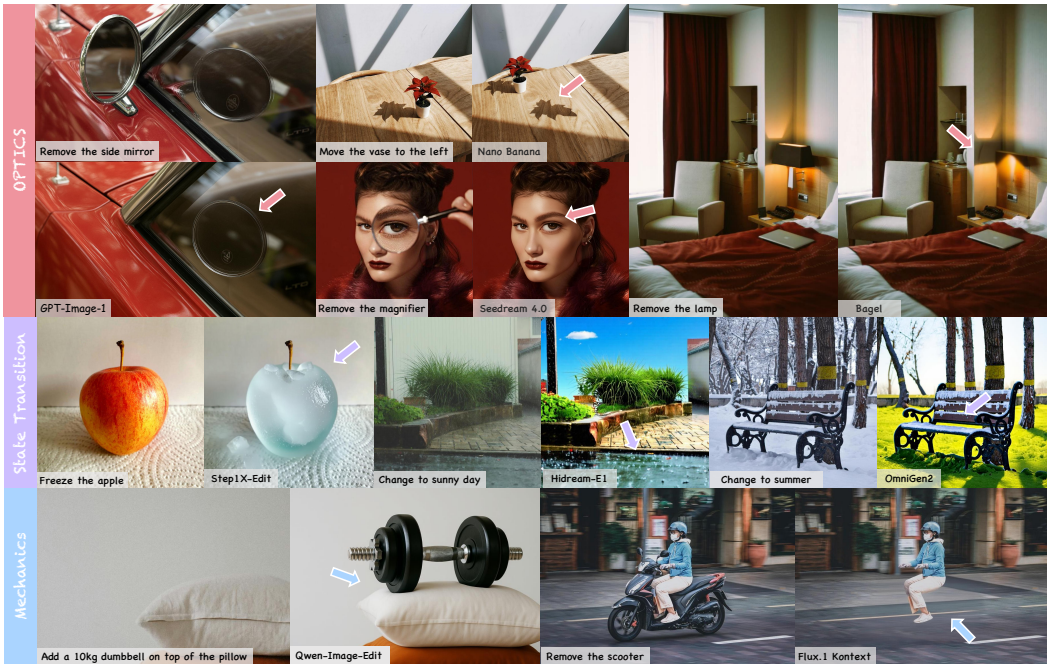 OPTICS
Remove the side mirror
Move the vase to the left
Nano Banana
GPT-Image-1
Remove the magnifier
Seedream 4.0
Remove the lamp
Bagel
State Transition
Freeze the apple
Step1X-Edit
Change to sunny day
Hidream-E1
Change to summer
OmniGen2
Mechanics
Add a 10kg dumbbell on top of the pillow
Qwen-Image-Edit
Remove the scooter
Flux.1 Kontext